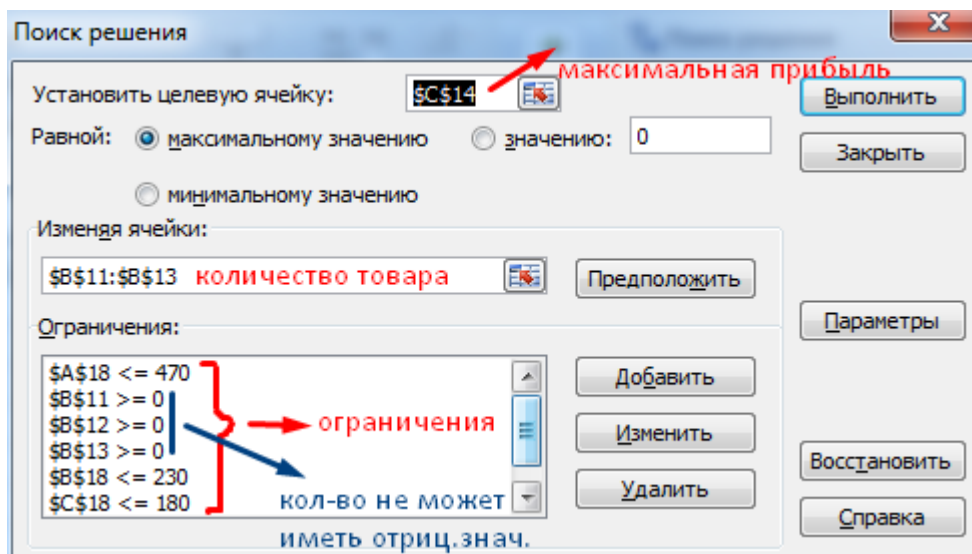 Поиск решения
максимальная прибыль
Установить целевую ячейку: $C$14
Выполнить
Равной: максимальному значению значению: 0
Закрыть
минимальному значению
Изменяя ячейки:
$B$11:$B$13 количество товара
Предположить
Параметры
Ограничения:
$A$18 <= 470
Добавить
$B$11 >= 0
$B$12 >= 0 ограничения
Изменить
$B$13 >= 0
Восстановить
$B$18 <= 230
Удалить
$C$18 <= 180 кол-во не может
Справка
иметь отриц.знач.